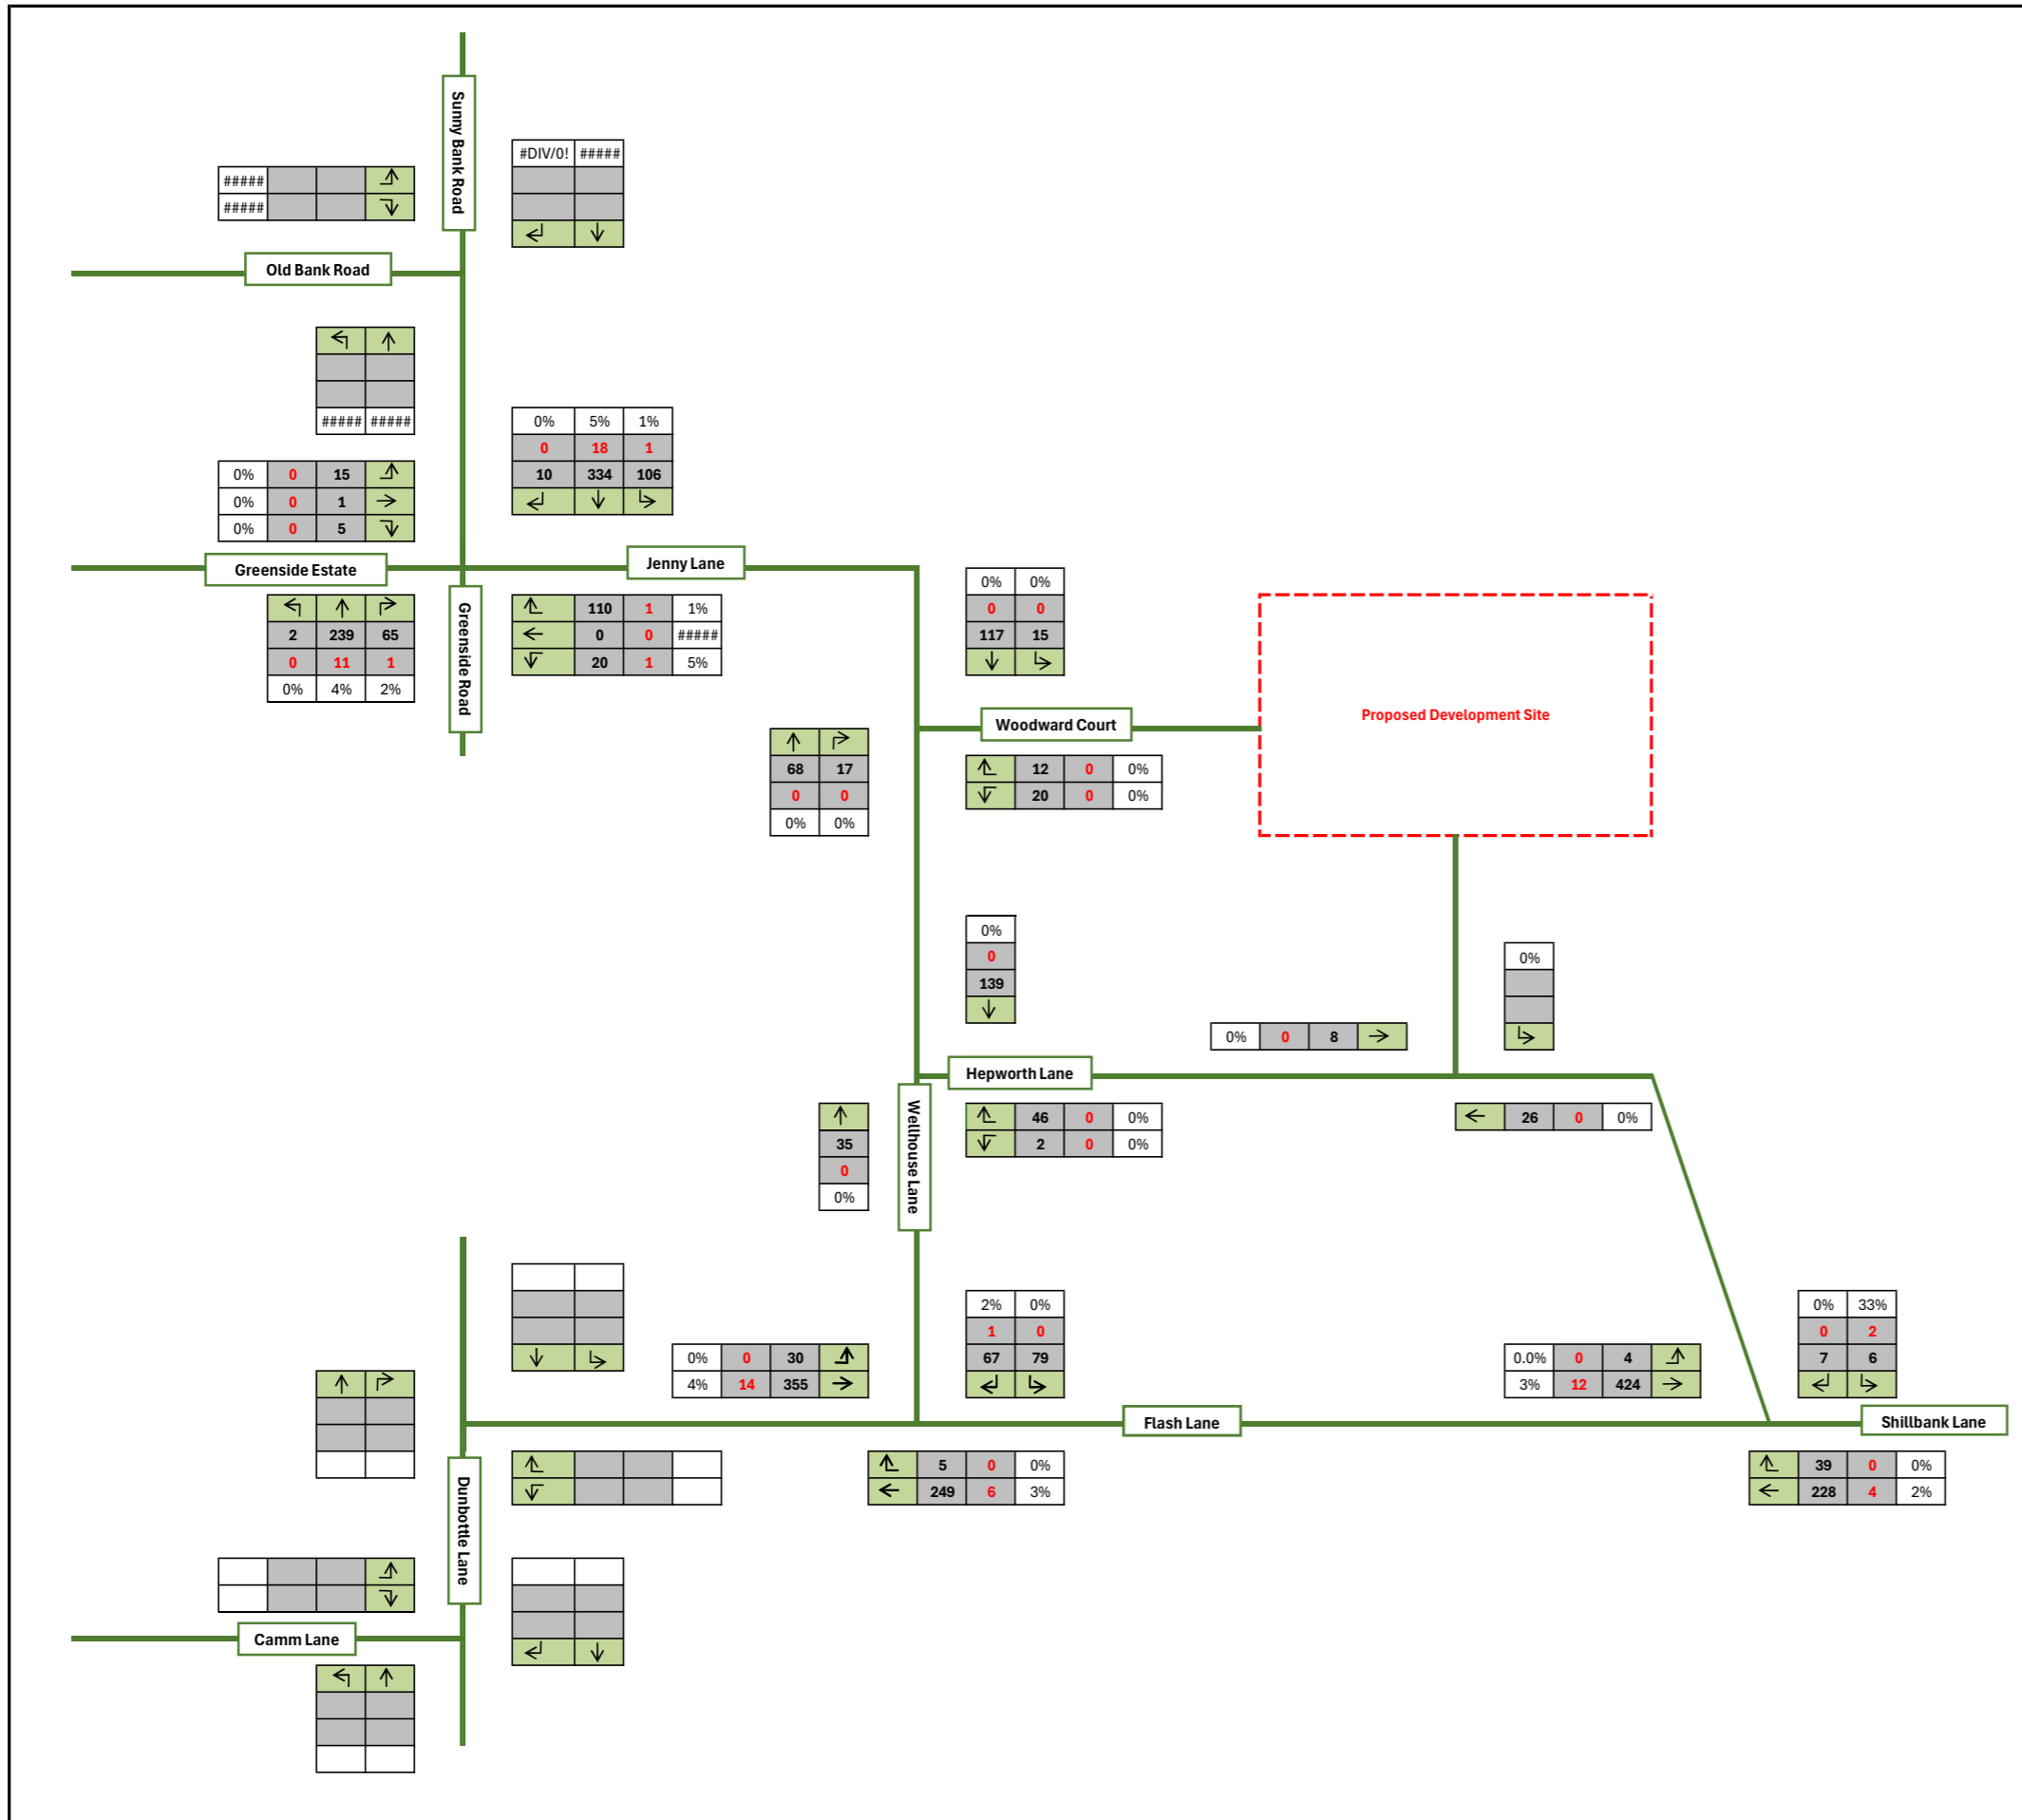 Sunny Bank Road
#DIV/0! #####
#####
#####
Old Bank Road
##### #####
0% 5% 1%
0 18 1
10 334 106
0% 0 15
0% 0 1
0% 0 5
Greenside Estate
Jenny Lane
Greenside Road
2 239 65
0 11 1
0% 4% 2%
110 1 1%
0 0 #####
20 1 5%
0% 0%
0 0
117 15
Woodward Court
Proposed Development Site
68 17
0 0
0% 0%
12 0 0%
20 0 0%
0%
0
139
0%
0% 0 8
Hepworth Lane
Wellhouse Lane
35
0
0%
46 0 0%
2 0 0%
26 0 0%
2% 0%
1 0
67 79
0% 0 30
4% 14 355
0.0% 0 4
3% 12 424
0% 33%
0 2
7 6
Flash Lane
Shillbank Lane
Dunbottle Lane
5 0 0%
249 6 3%
39 0 0%
228 4 2%
Camm Lane